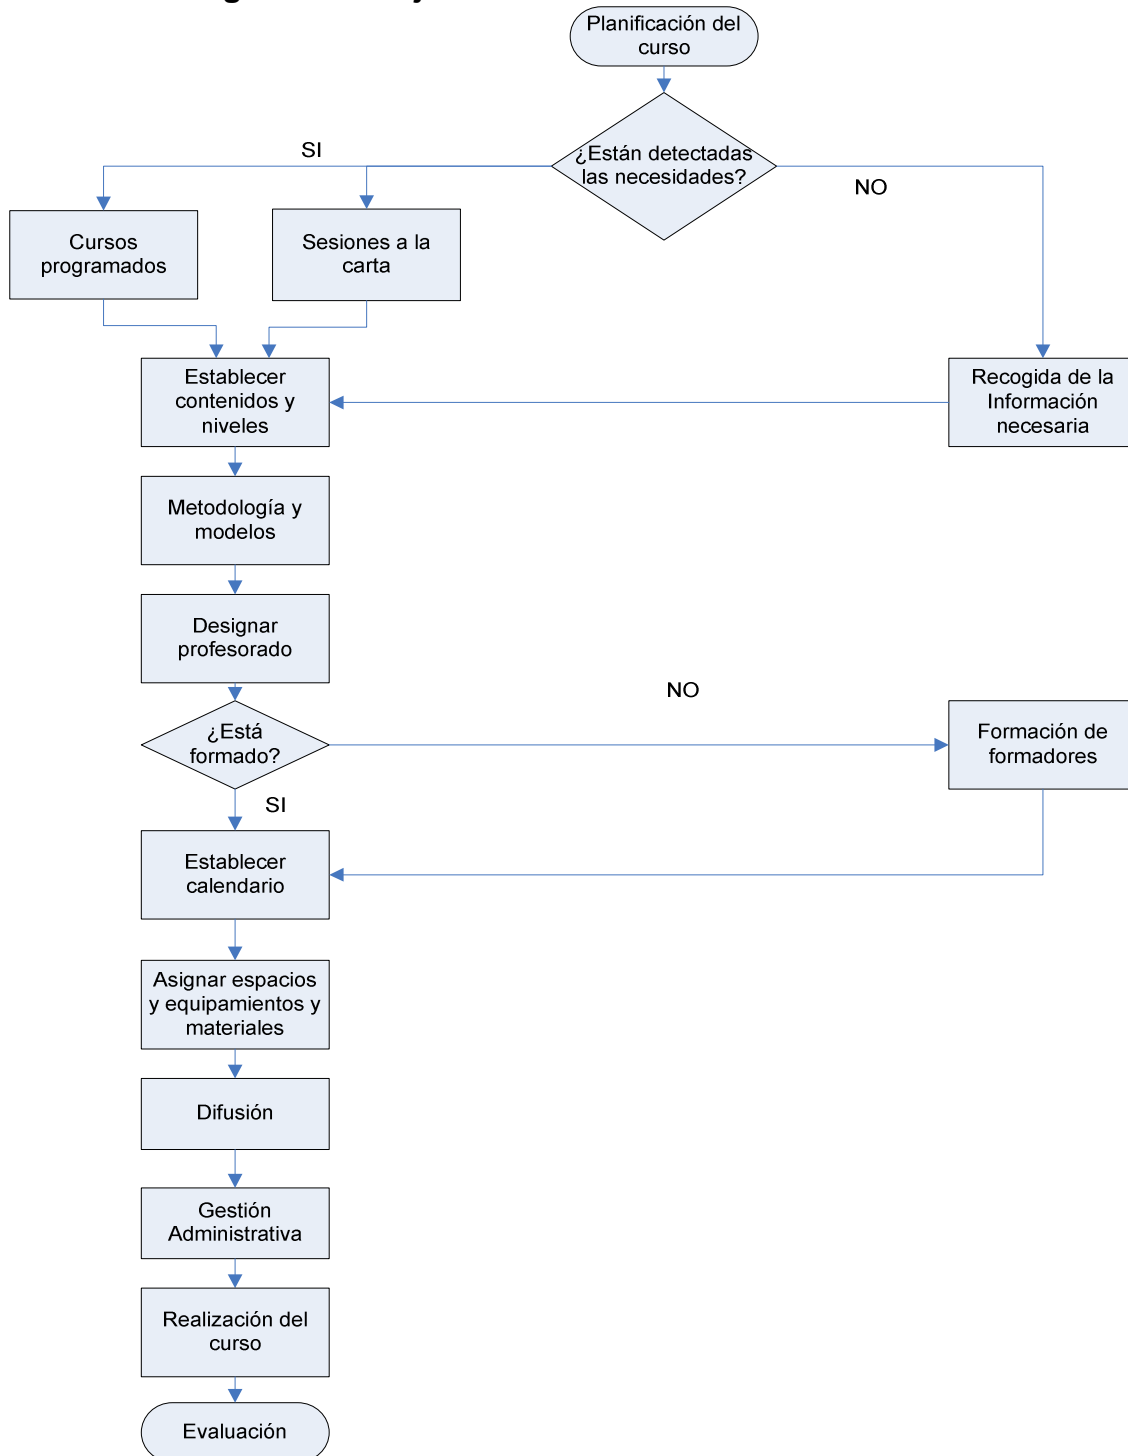 Planificación del
curso
¿Están detectadas
las necesidades?
SI
NO
Cursos
programados
Sesiones a la
carta
Establecer
contenidos y
niveles
Recogida de la
Información
necesaria
Metodología y
modelos
Designar
profesorado
NO
¿Está
formado?
Formación de
formadores
SI
Establecer
calendario
Asignar espacios
y equipamientos y
materiales
Difusión
Gestión
Administrativa
Realización del
curso
Evaluación